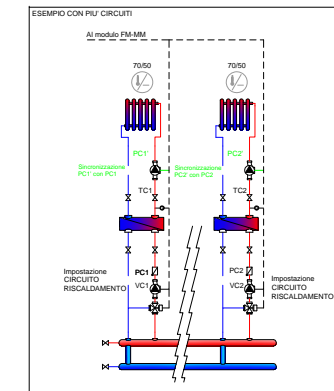 ESEMPIO CON PIU' CIRCUITI
Al modulo FM-MM
70/50
70/50
PC1'
PC2'
Sincronizzazione
PC1' con PC1
Sincronizzazione
PC2' con PC2
TC1
TC2
Impostazione
CIRCUITO
RISCALDAMENTO
PC1
VC1
PC2
VC2
Impostazione
CIRCUITO
RISCALDAMENTO